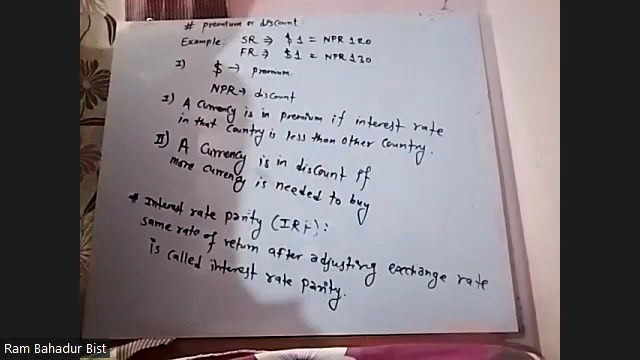 # premium or discount:
Example: SR ⇒ $1 = NPR 120
FR ⇒ $1 = NPR 130
I) $ → premium
NPR → discount
I) A currency is in premium if interest rate
in that country is less than other country.
II) A currency is in discount if
more currency is needed to buy
# Interest rate parity (IRP):
same rate of return after adjusting exchange rate
is called interest rate parity.
Ram Bahadur Bist